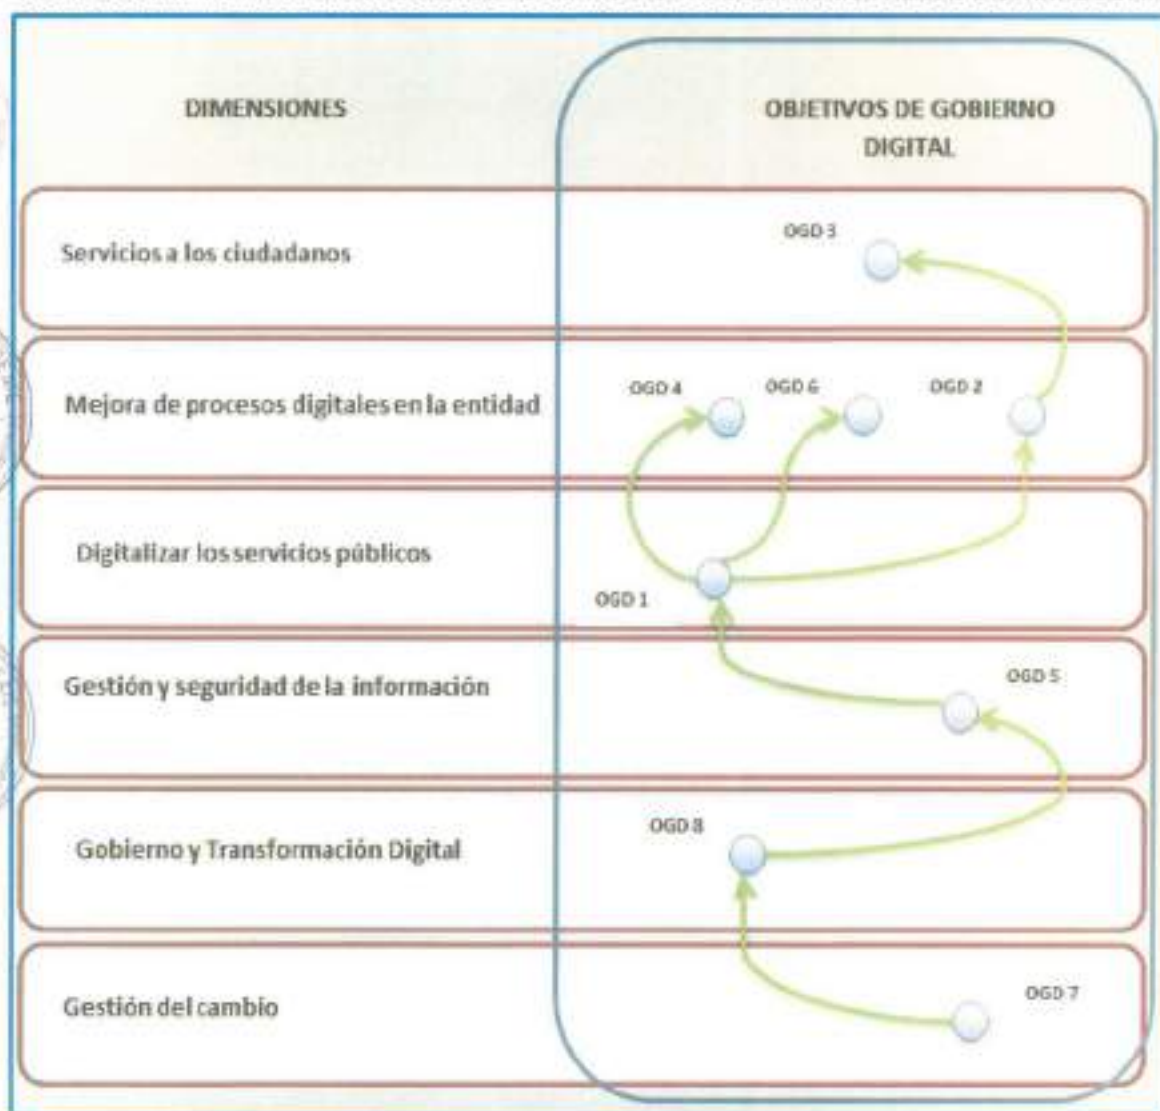 DIMENSIONES
OBJETIVOS DE GOBIERNO
DIGITAL
Servicios a los ciudadanos
OGD 3
Mejora de procesos digitales en la entidad
OGD 4
OGD 6
OGD 2
Digitalizar los servicios públicos
OGD 1
Gestión y seguridad de la información
OGD 5
Gobierno y Transformación Digital
OGD 8
Gestión del cambio
OGD 7